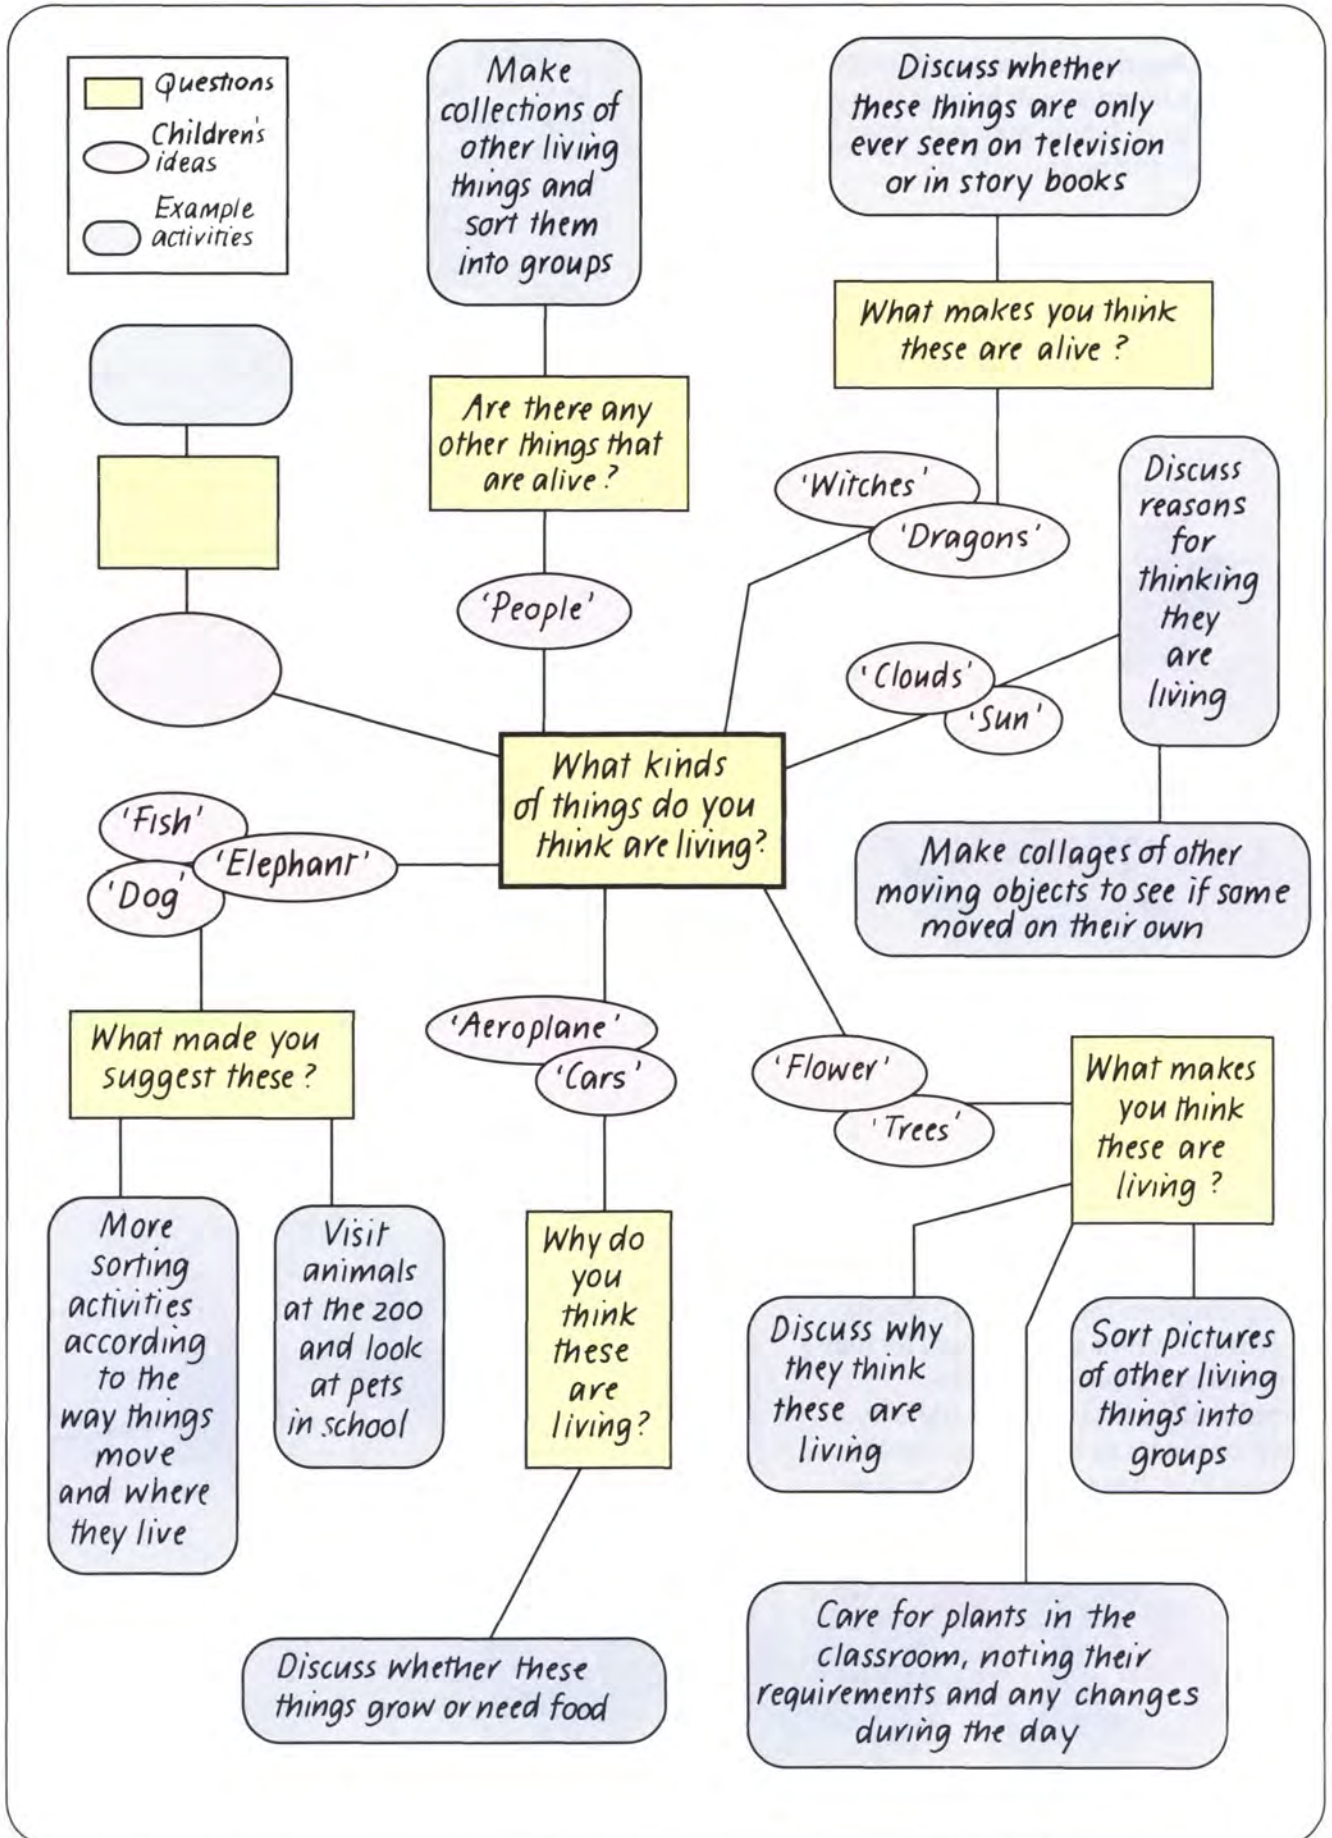 Questions
Children's
ideas
Example
activities
Make
collections of
other living
things and
sort them
into groups
Discuss whether
these things are only
ever seen on television
or in story books
What makes you think
these are alive?
Are there any
other things that
are alive?
'Witches'
'Dragons'
Discuss
reasons
for
thinking
they
are
living
'People'
'Clouds'
'Sun'
What kinds
of things do you
think are living?
'Fish'
'Elephant'
'Dog'
Make collages of other
moving objects to see if some
moved on their own
What made you
suggest these?
'Aeroplane'
'Cars'
'Flower'
'Trees'
What makes
you think
these are
living?
More
sorting
activities
according
to the
way things
move
and where
they live
Visit
animals
at the zoo
and look
at pets
in school
Why do
you
think
these
are
living?
Discuss why
they think
these are
living
Sort pictures
of other living
things into
groups
Discuss whether these
things grow or need food
Care for plants in the
classroom, noting their
requirements and any changes
during the day